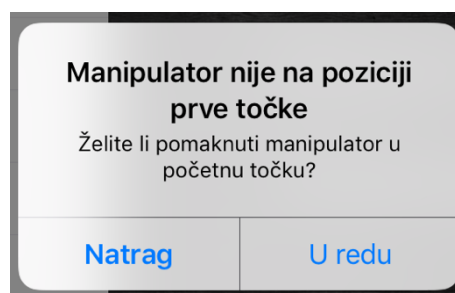 Manipulator nije na poziciji
prve točke
Želite li pomaknuti manipulator u
početnu točku?
Natrag
U redu